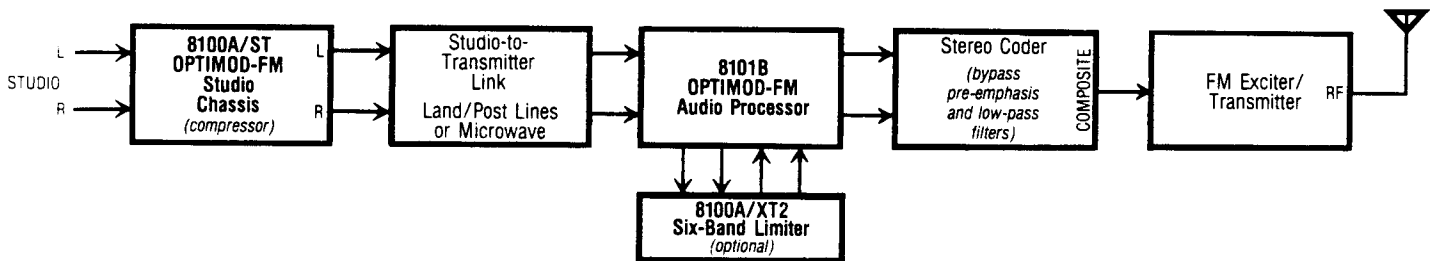 L
STUDIO
R
8100A/ST
OPTIMOD-FM
Studio
Chassis
(compressor)
L
R
Studio-to-
Transmitter
Link
Land/Post Lines
or Microwave
8101B
OPTIMOD-FM
Audio Processor
8100A/XT2
Six-Band Limiter
(optional)
Stereo Coder
(bypass
pre-emphasis
and low-pass
filters)
COMPOSITE
FM Exciter/
Transmitter
RF